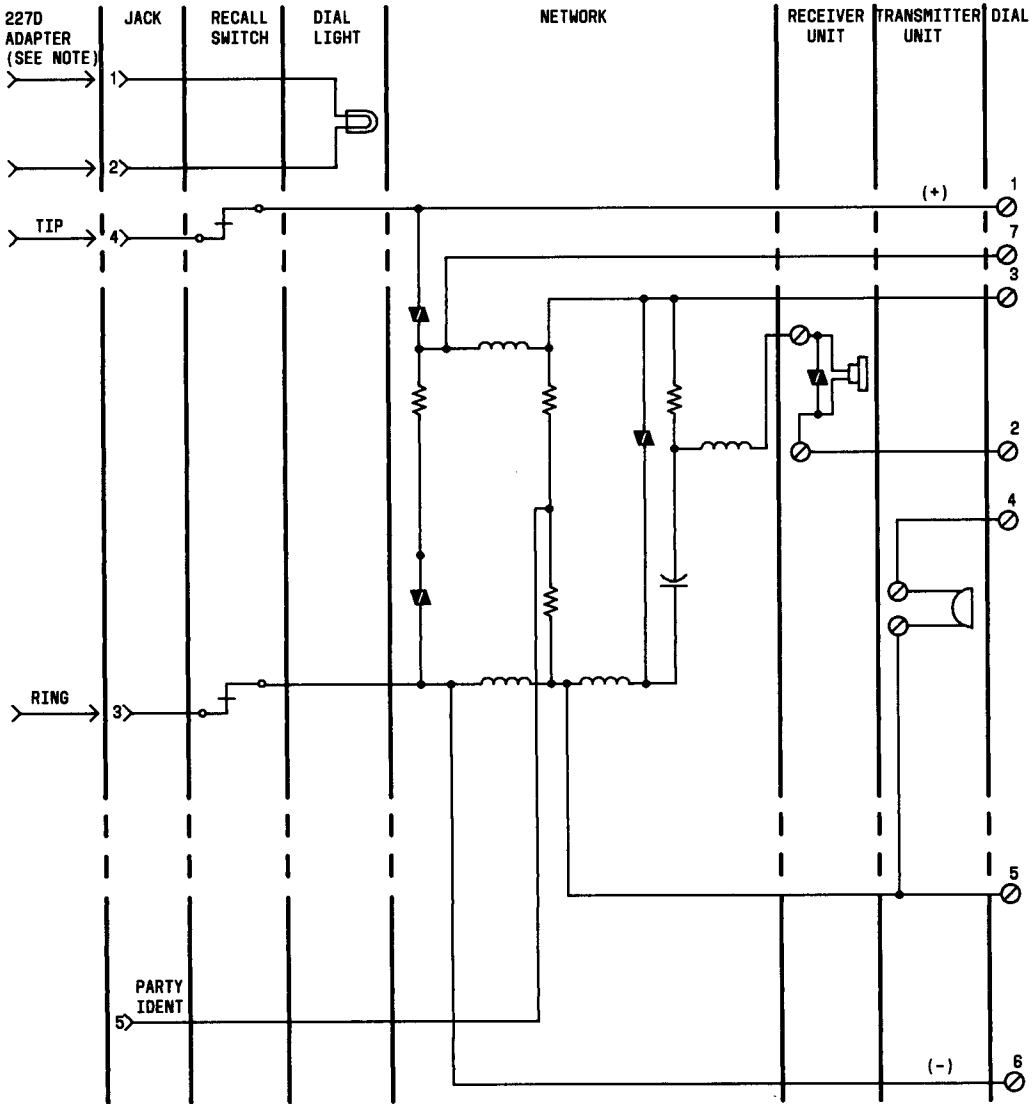 227D
ADAPTER
(SEE NOTE)
JACK
RECALL
SWITCH
DIAL
LIGHT
NETWORK
RECEIVER
UNIT
TRANSMITTER
UNIT
DIAL
1
2
1
(+)
TIP
4
7
3
2
4
RING
3
5
PARTY
IDENT
5
(-)
6